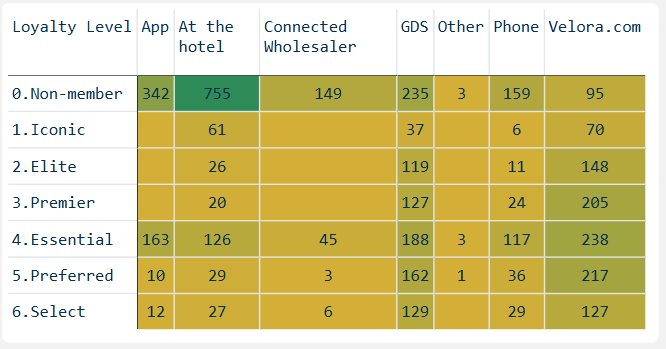 Loyalty Level App At the hotel Connected Wholesaler GDS Other Phone Velora.com
0.Non-member 342 755 149 235 3 159 95
1.Iconic 61 37 6 70
2.Elite 26 119 11 148
3.Premier 20 127 24 205
4.Essential 163 126 45 188 3 117 238
5.Preferred 10 29 3 162 1 36 217
6.Select 12 27 6 129 29 127